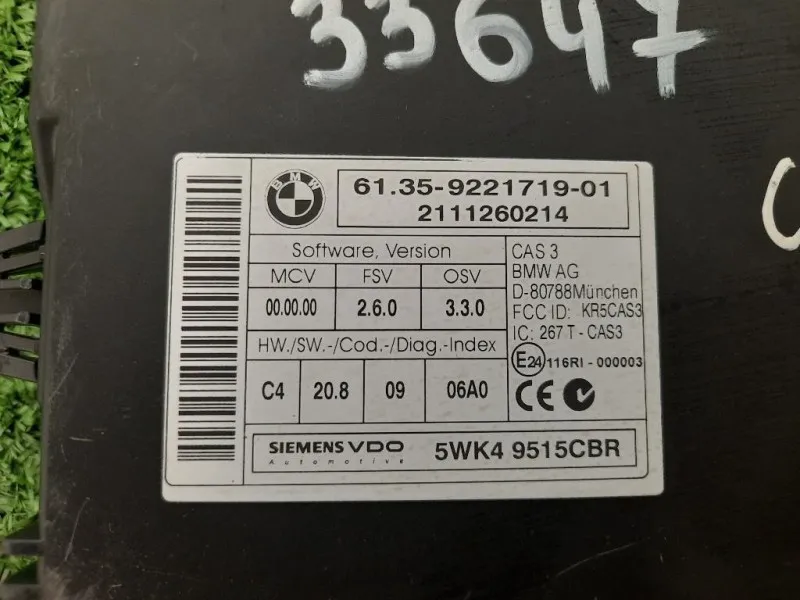 33647
BMW
61.35-9221719-01
2111260214
Software, Version
MCV FSV OSV
00.00.00 2.6.0 3.3.0
HW./SW.-/Cod.-/Diag.-Index
C4 20.8 09 06A0
CAS 3
BMW AG
D-80788München
FCC ID: KR5CAS3
IC: 267 T - CAS3
E24 116RI - 000003
CE
SIEMENS VDO
Automotive
5WK4 9515CBR